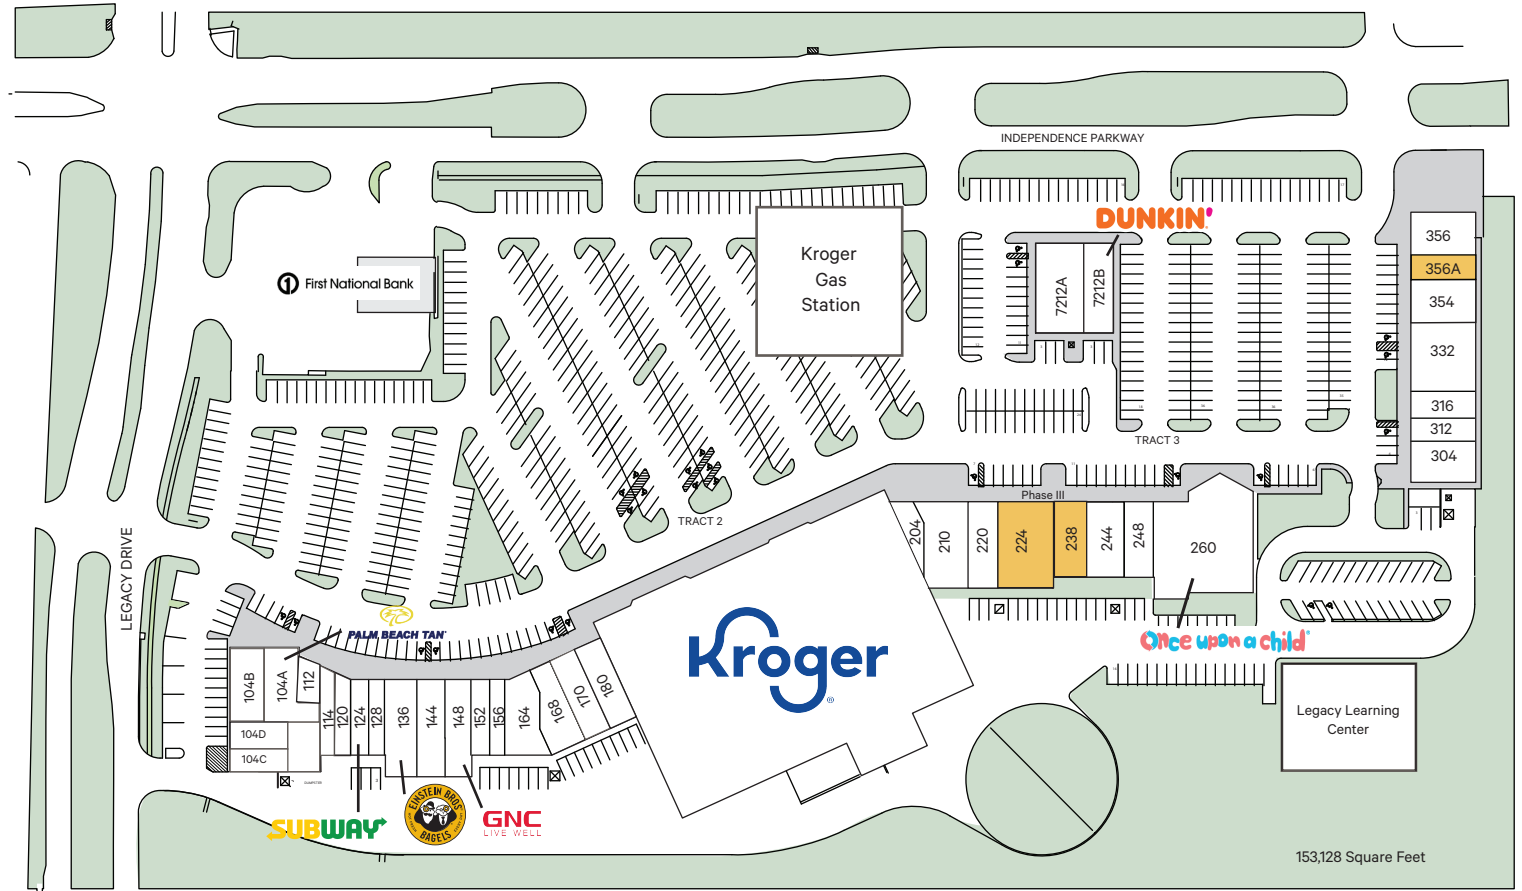 INDEPENDENCE PARKWAY
DUNKIN'
356
356A
354
332
316
312
304
Kroger
Gas
Station
7212A
7212B
First National Bank
TRACT 3
TRACT 2
Phase III
204
210
220
224
238
244
248
260
LEGACY DRIVE
PALM BEACH TAN
Once upon a child
Kroger
®
104B
104A
112
114
120
124
128
136
144
148
152
156
164
168
170
180
104D
104C
DUMPSTER
Legacy Learning
Center
SUBWAY
EINSTEIN BROS
BAGELS
GNC
LIVE WELL
153,128 Square Feet